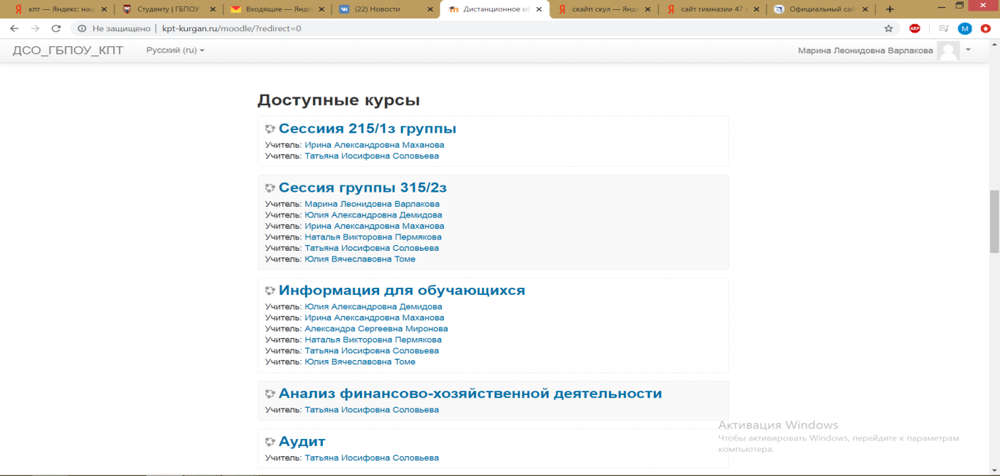 кпт — Яндекс: наш
Студенту | ГБПОУ
Входящие — Янде
(22) Новости
Дистанционное об
скайп скул — Янд
сайт гимназии 47
Официальный сай
Не защищено | kpt-kurgan.ru/moodle/?redirect=0
ABP
М
ДСО_ГБПОУ_КПТ
Русский (ru)
Марина Леонидовна Варлакова
Доступные курсы
Сессиия 215/1з группы
Учитель: Ирина Александровна Маханова
Учитель: Татьяна Иосифовна Соловьева
Сессия группы 315/2з
Учитель: Марина Леонидовна Варлакова
Учитель: Юлия Александровна Демидова
Учитель: Ирина Александровна Маханова
Учитель: Наталья Викторовна Пермякова
Учитель: Татьяна Иосифовна Соловьева
Учитель: Юлия Вячеславовна Томе
Информация для обучающихся
Учитель: Юлия Александровна Демидова
Учитель: Ирина Александровна Маханова
Учитель: Александра Сергеевна Миронова
Учитель: Наталья Викторовна Пермякова
Учитель: Татьяна Иосифовна Соловьева
Учитель: Юлия Вячеславовна Томе
Анализ финансово-хозяйственной деятельности
Учитель: Татьяна Иосифовна Соловьева
Аудит
Учитель: Татьяна Иосифовна Соловьева
Активация Windows
Чтобы активировать Windows, перейдите к параметрам
компьютера.